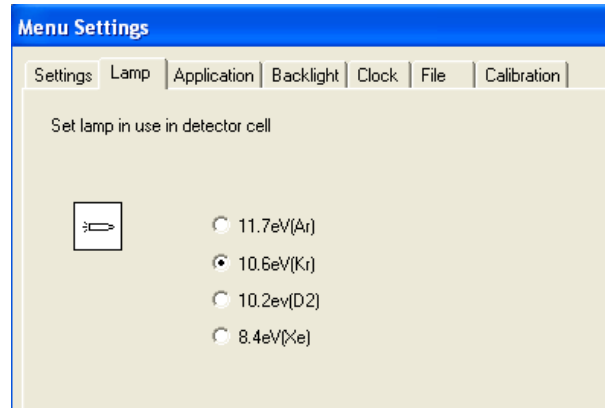 Menu Settings
Settings Lamp Application Backlight Clock File Calibration
Set lamp in use in detector cell
11.7eV(Ar)
10.6eV(Kr)
10.2ev(D2)
8.4eV(Xe)